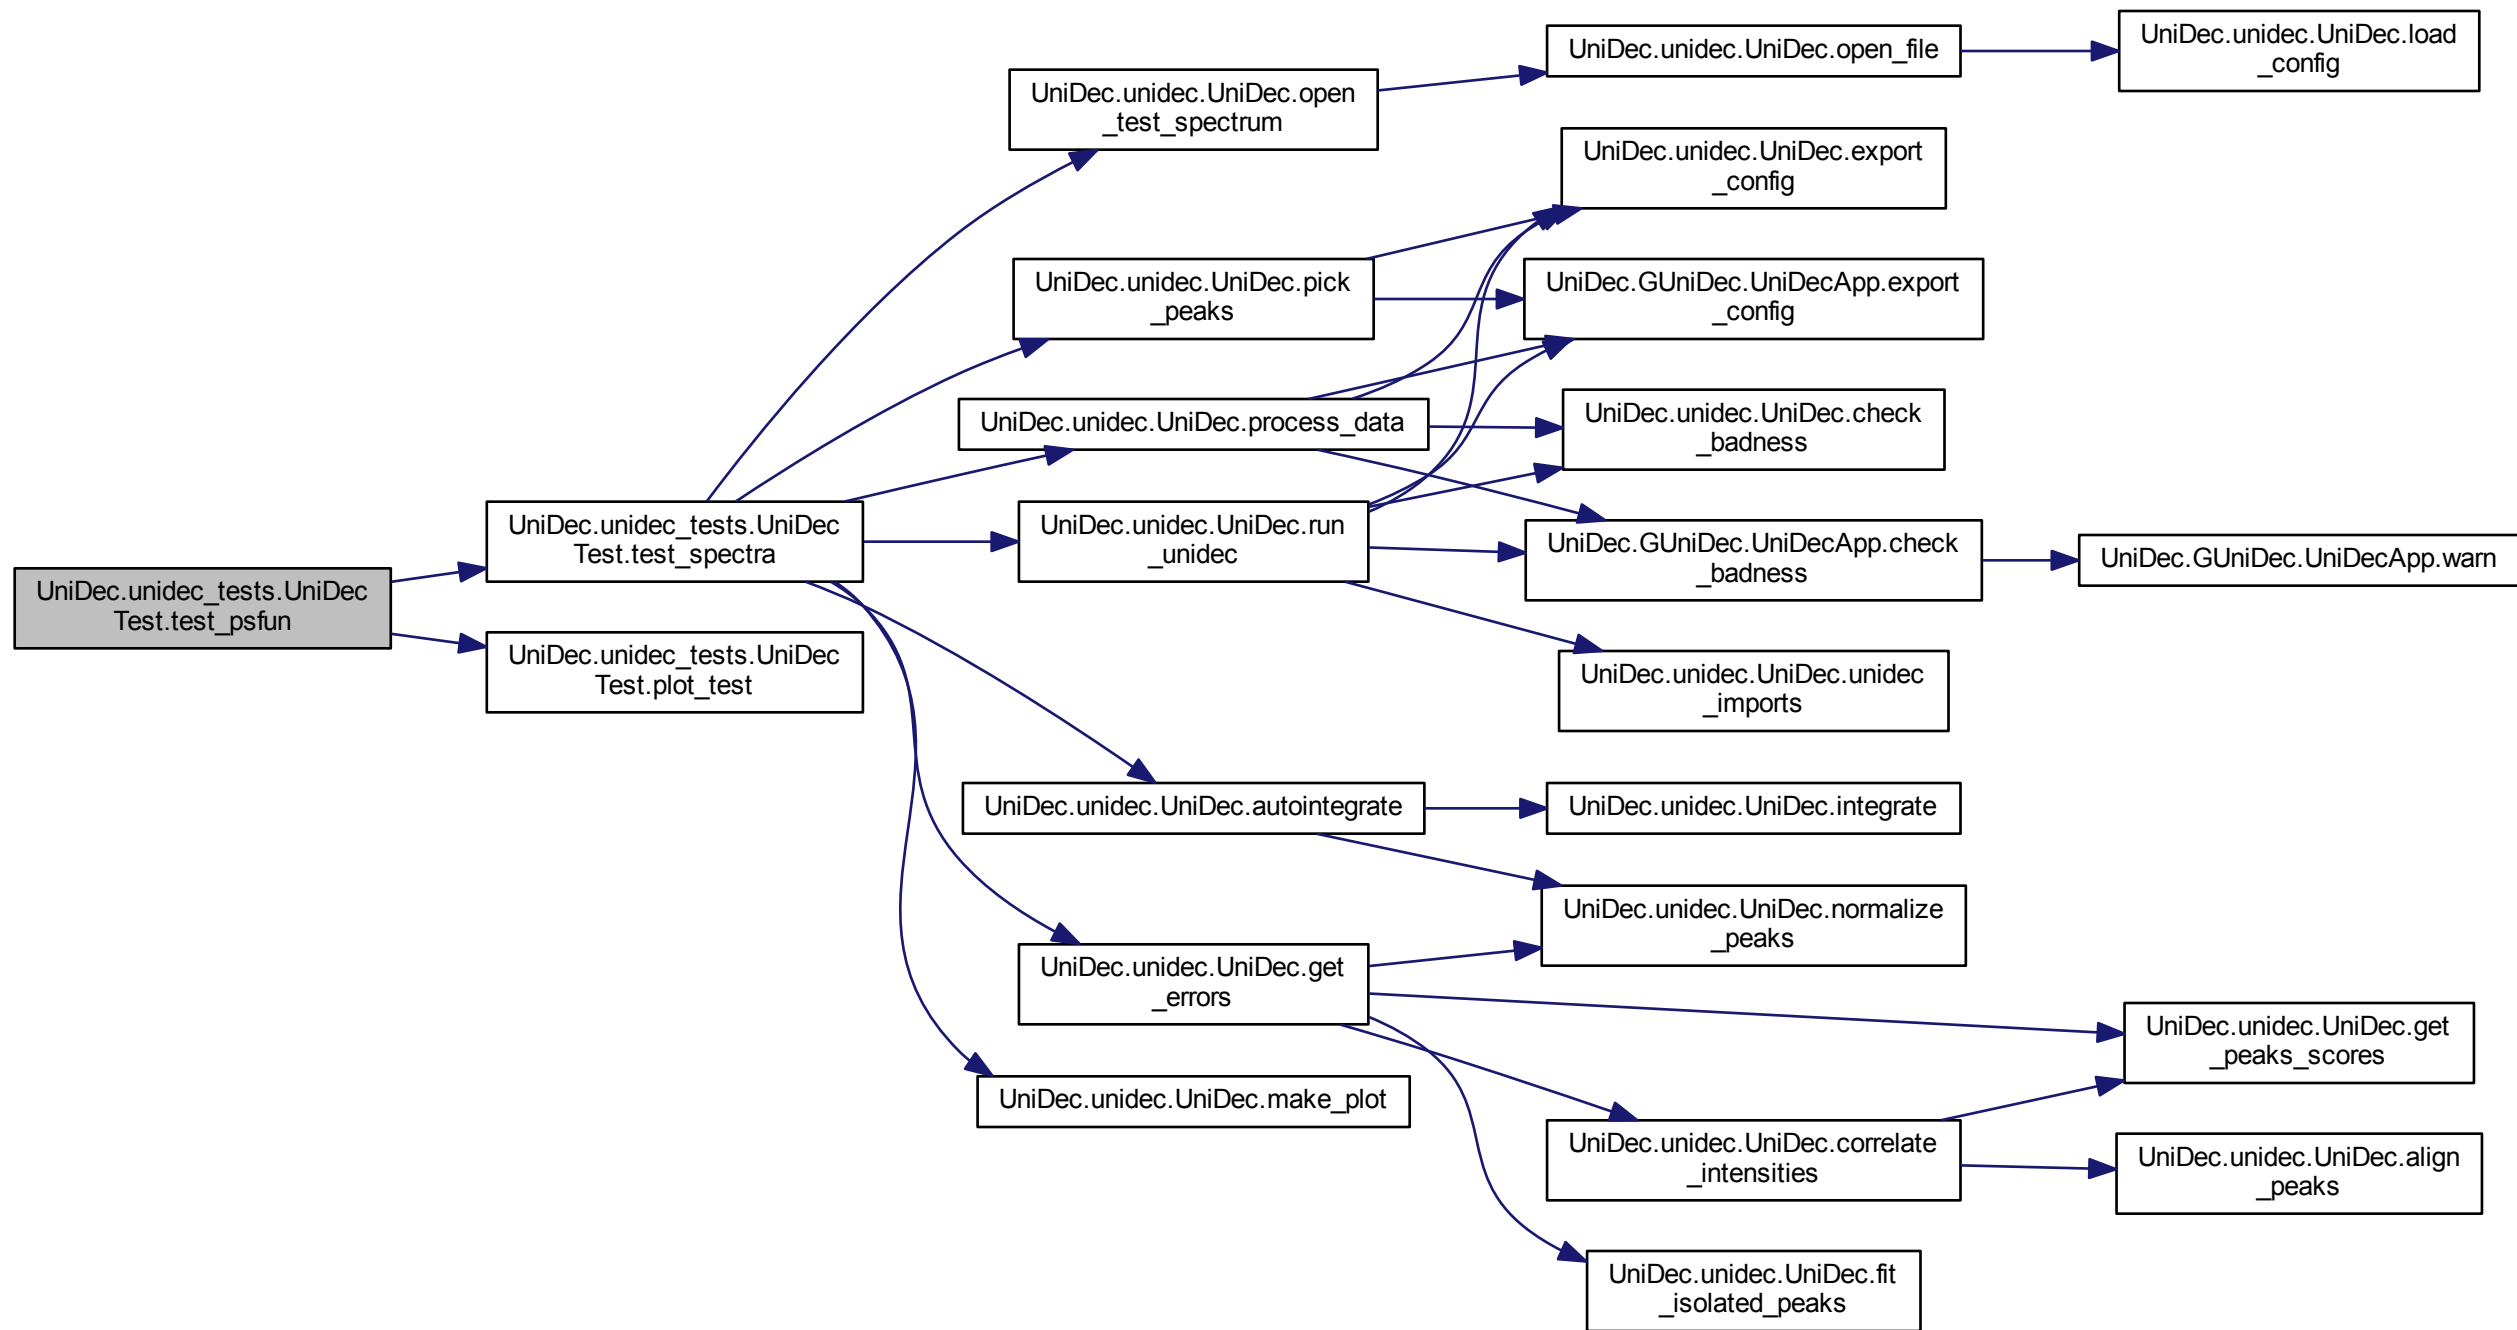 UniDec.unidec_tests.UniDec
Test.test_psfun
UniDec.unidec_tests.UniDec
Test.test_spectra
UniDec.unidec_tests.UniDec
Test.plot_test
UniDec.unidec.UniDec.open
_test_spectrum
UniDec.unidec.UniDec.pick
_peaks
UniDec.unidec.UniDec.process_data
UniDec.unidec.UniDec.run
_unidec
UniDec.unidec.UniDec.autointegrate
UniDec.unidec.UniDec.get
_errors
UniDec.unidec.UniDec.make_plot
UniDec.unidec.UniDec.open_file
UniDec.unidec.UniDec.export
_config
UniDec.GUniDec.UniDecApp.export
_config
UniDec.unidec.UniDec.check
_badness
UniDec.GUniDec.UniDecApp.check
_badness
UniDec.unidec.UniDec.unidec
_imports
UniDec.unidec.UniDec.integrate
UniDec.unidec.UniDec.normalize
_peaks
UniDec.unidec.UniDec.correlate
_intensities
UniDec.unidec.UniDec.fit
_isolated_peaks
UniDec.unidec.UniDec.load
_config
UniDec.GUniDec.UniDecApp.warn
UniDec.unidec.UniDec.get
_peaks_scores
UniDec.unidec.UniDec.align
_peaks